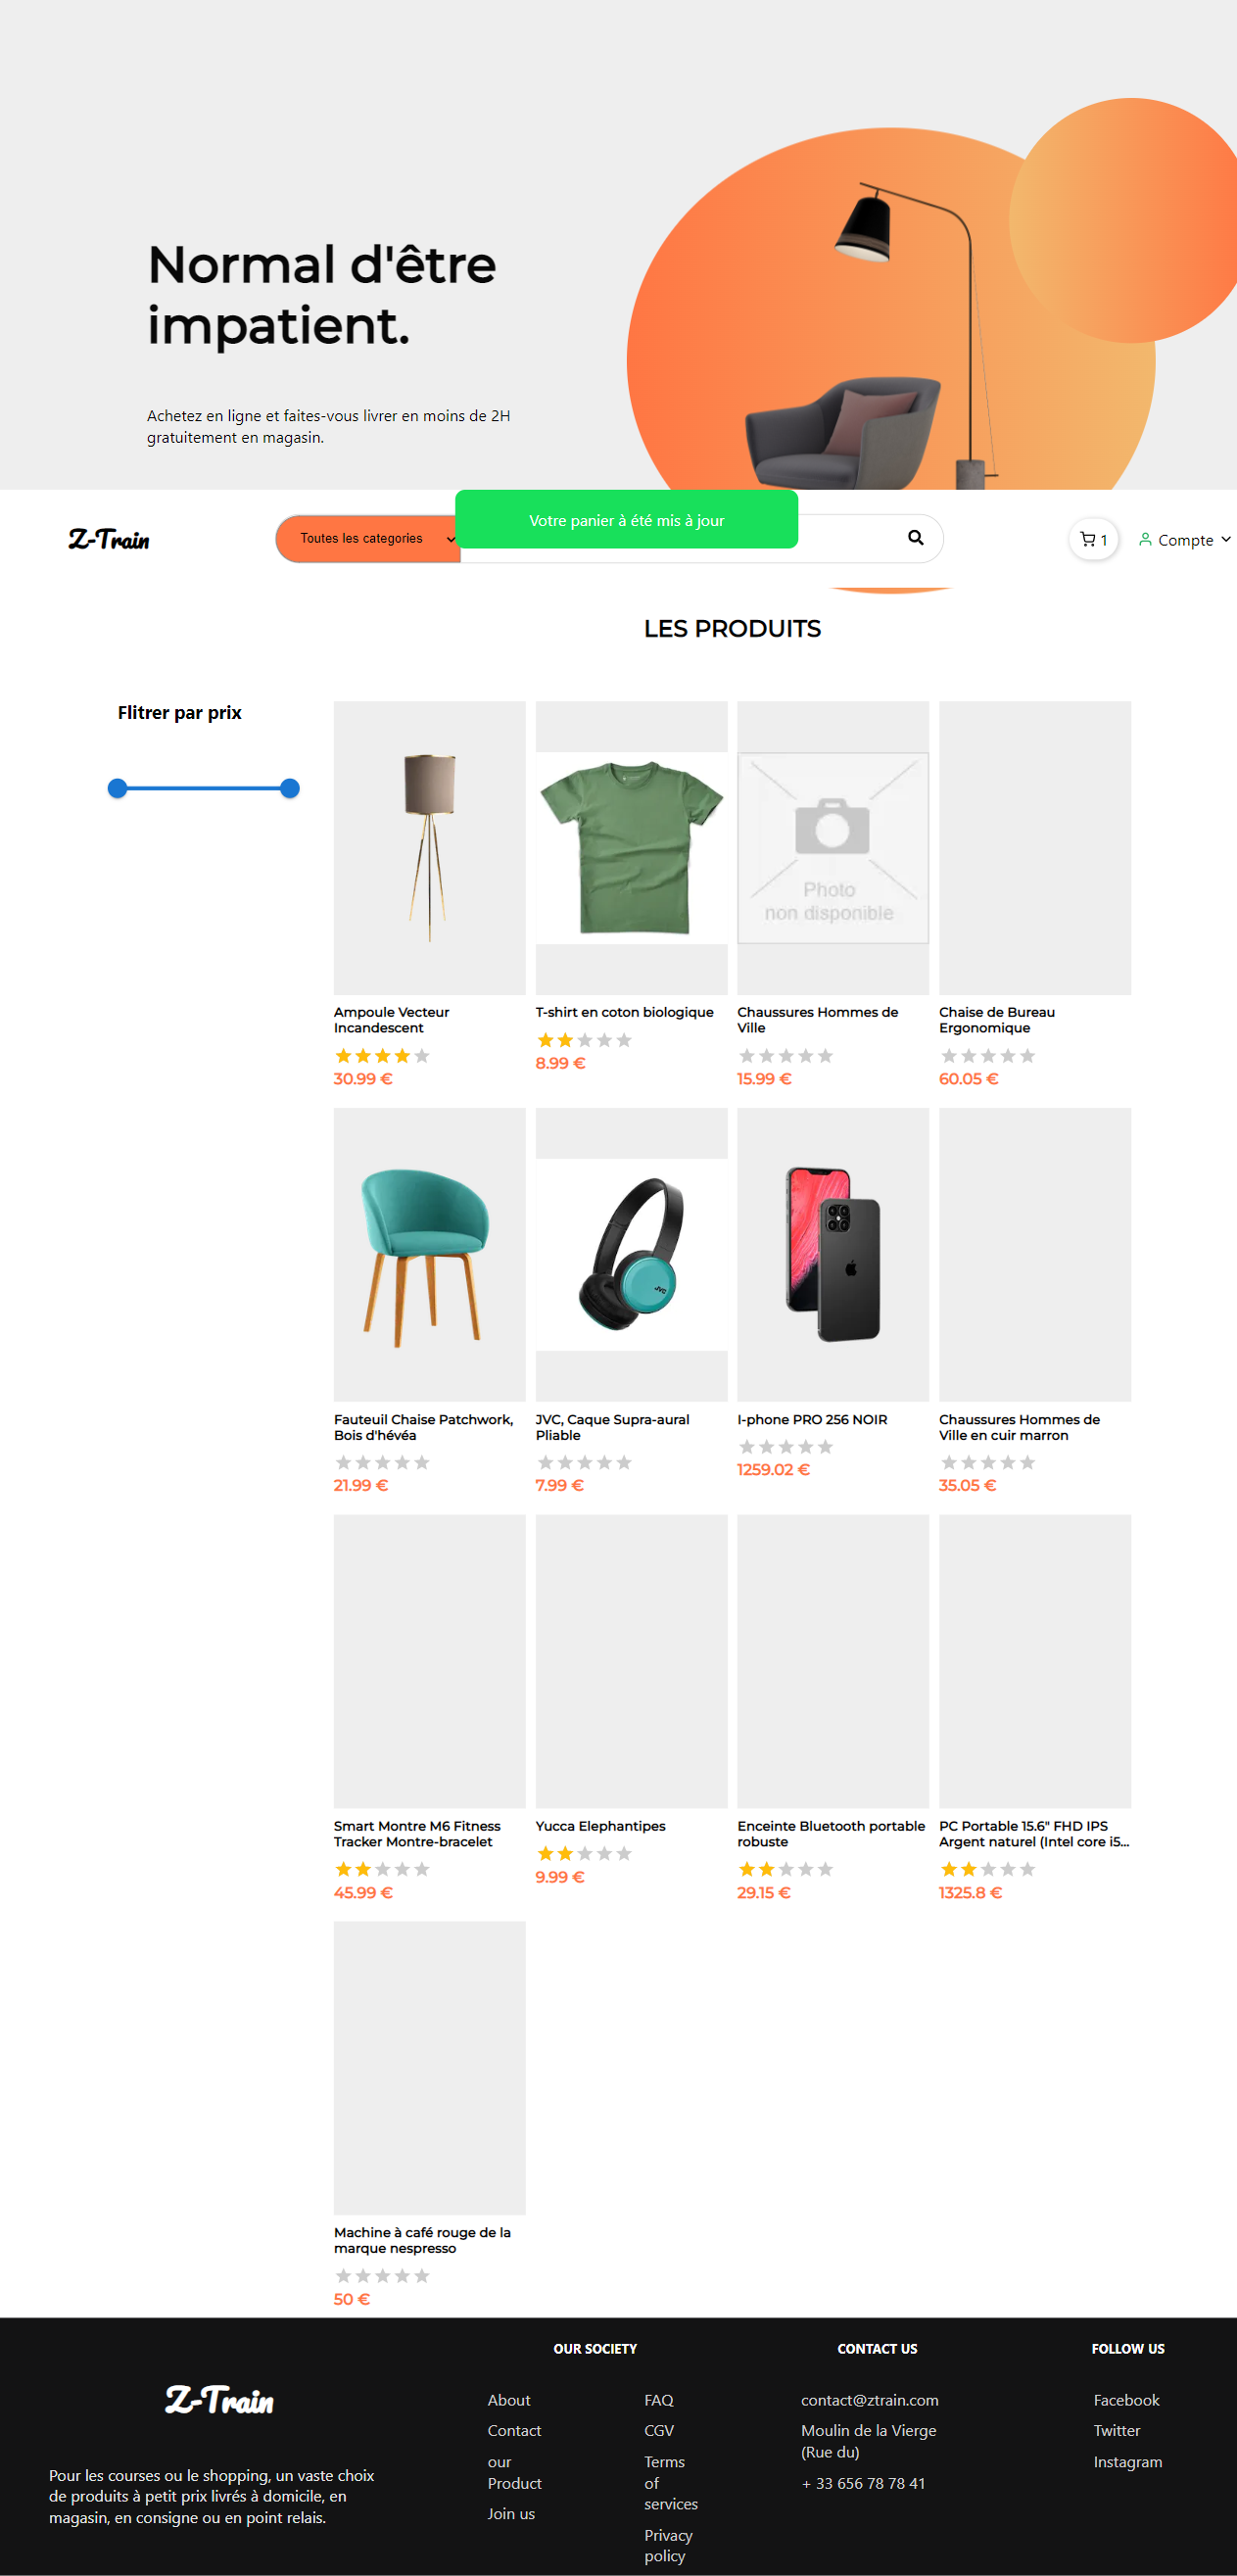 Normal d'être
impatient.
Achetez en ligne et faites-vous livrer en moins de 2H
gratuitement en magasin.
Z-Train
Toutes les categories
Votre panier à été mis à jour
1
Compte
LES PRODUITS
Flitrer par prix
Photo
non disponible
Ampoule Vecteur
Incandescent
30.99 €
T-shirt en coton biologique
8.99 €
Chaussures Hommes de
Ville
15.99 €
Chaise de Bureau
Ergonomique
60.05 €
JVC
Fauteuil Chaise Patchwork,
Bois d'hévéa
21.99 €
JVC, Caque Supra-aural
Pliable
7.99 €
I-phone PRO 256 NOIR
1259.02 €
Chaussures Hommes de
Ville en cuir marron
35.05 €
Smart Montre M6 Fitness
Tracker Montre-bracelet
45.99 €
Yucca Elephantipes
9.99 €
Enceinte Bluetooth portable
robuste
29.15 €
PC Portable 15.6" FHD IPS
Argent naturel (Intel core i5...
1325.8 €
Machine à café rouge de la
marque nespresso
50 €
Z-Train
Pour les courses ou le shopping, un vaste choix
de produits à petit prix livrés à domicile, en
magasin, en consigne ou en point relais.
OUR SOCIETY
About
Contact
our
Product
Join us
FAQ
CGV
Terms
of
services
Privacy
policy
CONTACT US
contact@ztrain.com
Moulin de la Vierge
(Rue du)
+ 33 656 78 78 41
FOLLOW US
Facebook
Twitter
Instagram